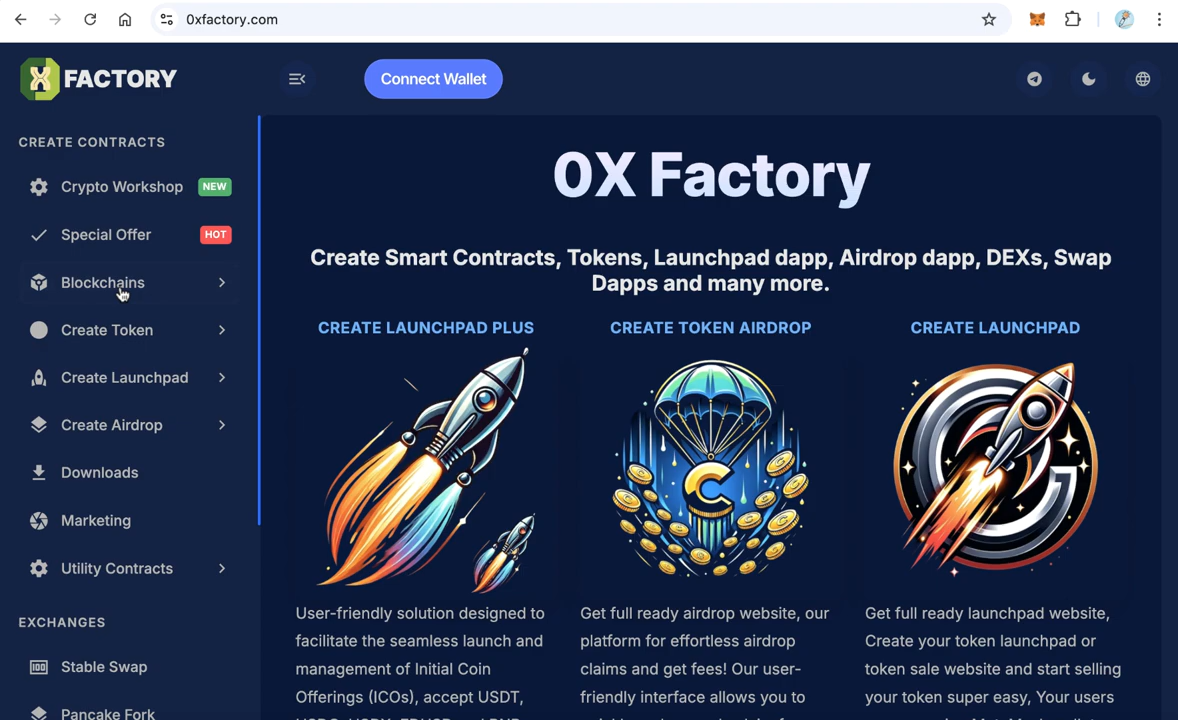 0xfactory.com
X FACTORY
Connect Wallet
CREATE CONTRACTS
Crypto Workshop NEW
Special Offer HOT
Blockchains
Create Token
Create Launchpad
Create Airdrop
Downloads
Marketing
Utility Contracts
EXCHANGES
Stable Swap
Pancake Fork
0X Factory
Create Smart Contracts, Tokens, Launchpad dapp, Airdrop dapp, DEXs, Swap
Dapps and many more.
CREATE LAUNCHPAD PLUS
User-friendly solution designed to
facilitate the seamless launch and
management of Initial Coin
Offerings (ICOs), accept USDT,
CREATE TOKEN AIRDROP
C
Get full ready airdrop website, our
platform for effortless airdrop
claims and get fees! Our user-
friendly interface allows you to
CREATE LAUNCHPAD
Get full ready launchpad website,
Create your token launchpad or
token sale website and start selling
your token super easy, Your users